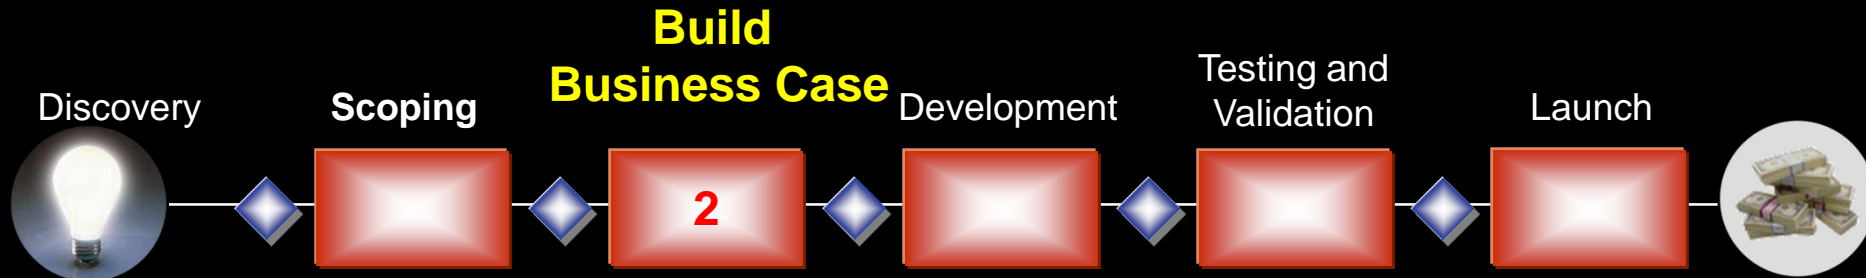 Discovery
Scoping
Build
Business Case
Development
Testing and
Validation
Launch
2